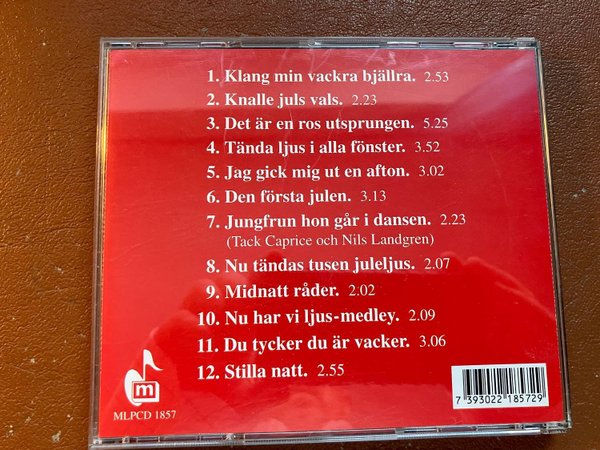 1. Klang min vackra bjällra. 2.53
2. Knalle juls vals. 2.23
3. Det är en ros utsprungen. 5.25
4. Tända ljus i alla fönster. 3.52
5. Jag gick mig ut en afton. 3.02
6. Den första julen. 3.13
7. Jungfrun hon går i dansen. 2.23
(Tack Caprice och Nils Landgren)
8. Nu tändas tusen juleljus. 2.07
9. Midnatt råder. 2.02
10. Nu har vi ljus-medley. 2.09
11. Du tycker du är vacker. 3.06
12. Stilla natt. 2.55
m
MLPCD 1857
7 393022 185729